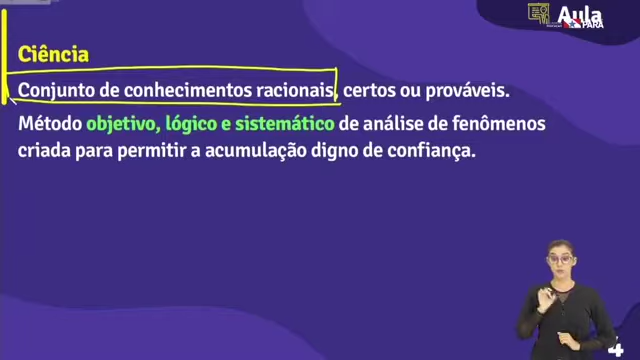 Aula
PARÁ
Ciência
Conjunto de conhecimentos racionais, certos ou prováveis.
Método objetivo, lógico e sistemático de análise de fenômenos
criada para permitir a acumulação digno de confiança.
4